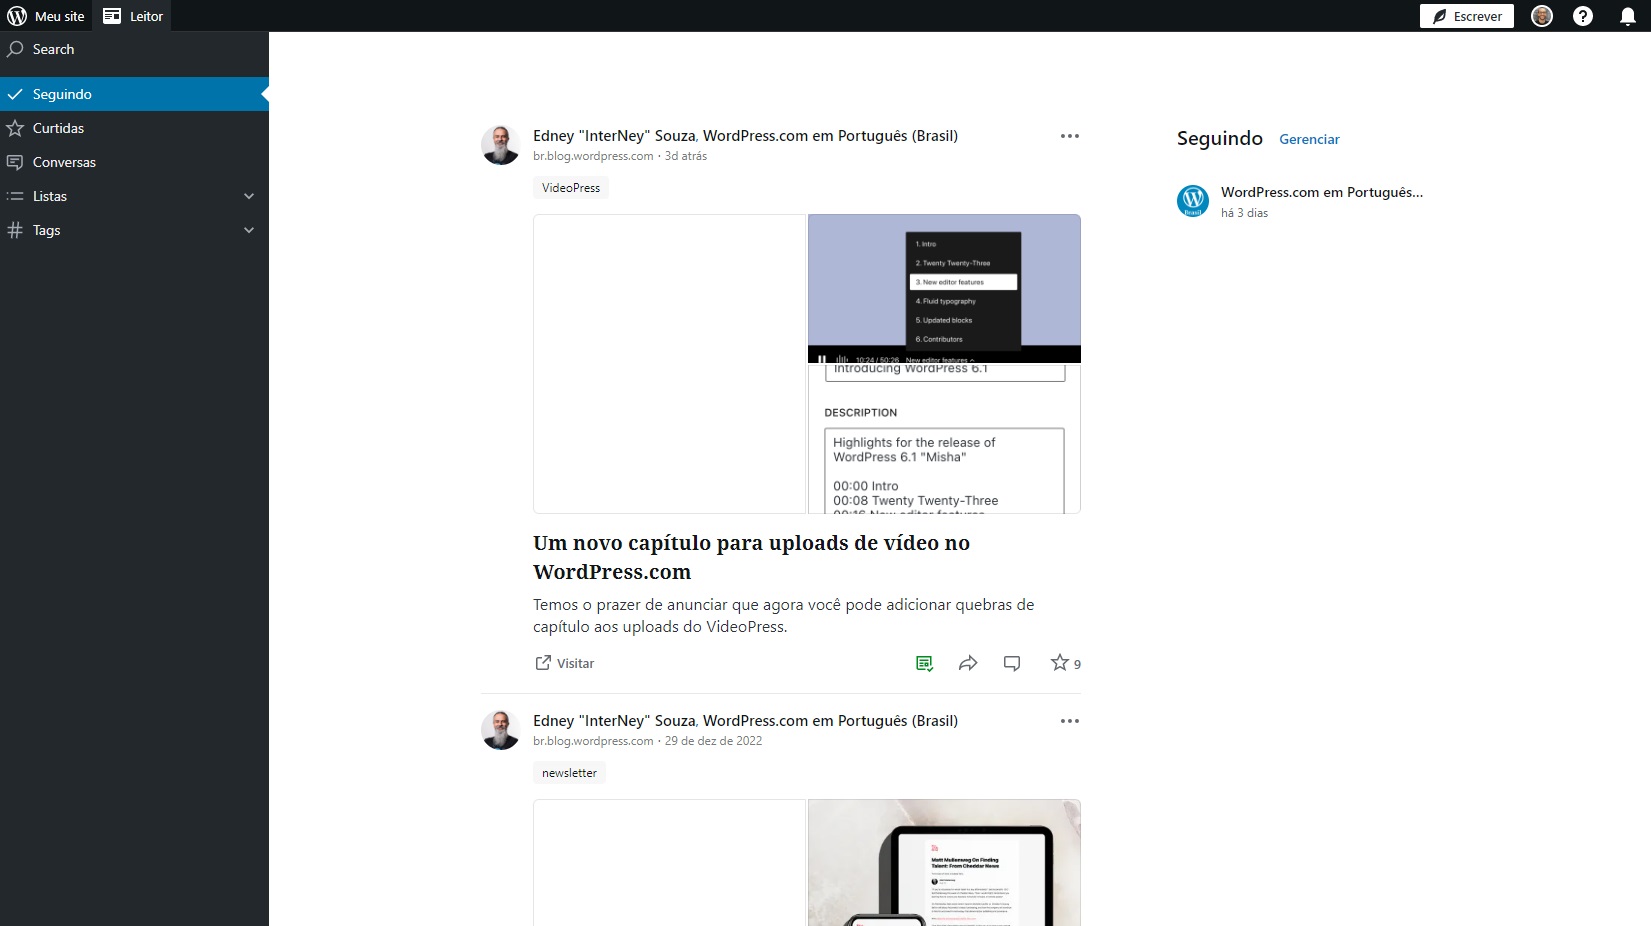 Meu site
Leitor
Escrever
Search
Seguindo
Curtidas
Conversas
Listas
Tags
Edney "InterNey" Souza, WordPress.com em Português (Brasil)
br.blog.wordpress.com · 3d atrás
VideoPress
1. Intro
2. Twenty Twenty-Three
3. New editor features
4. Fluid typography
5. Updated blocks
6. Contributors
10:24 / 50:26 New editor features
Introducing WordPress 6.1
DESCRIPTION
Highlights for the release of
WordPress 6.1 "Misha"
00:00 Intro
00:08 Twenty Twenty-Three
00:16 New editor features
Um novo capítulo para uploads de vídeo no
WordPress.com
Temos o prazer de anunciar que agora você pode adicionar quebras de
capítulo aos uploads do VideoPress.
Visitar
9
Edney "InterNey" Souza, WordPress.com em Português (Brasil)
br.blog.wordpress.com · 29 de dez de 2022
newsletter
Matt Mullenweg On Finding
Talent: From Cheddar News
Seguindo
Gerenciar
WordPress.com em Português...
há 3 dias
Brasil